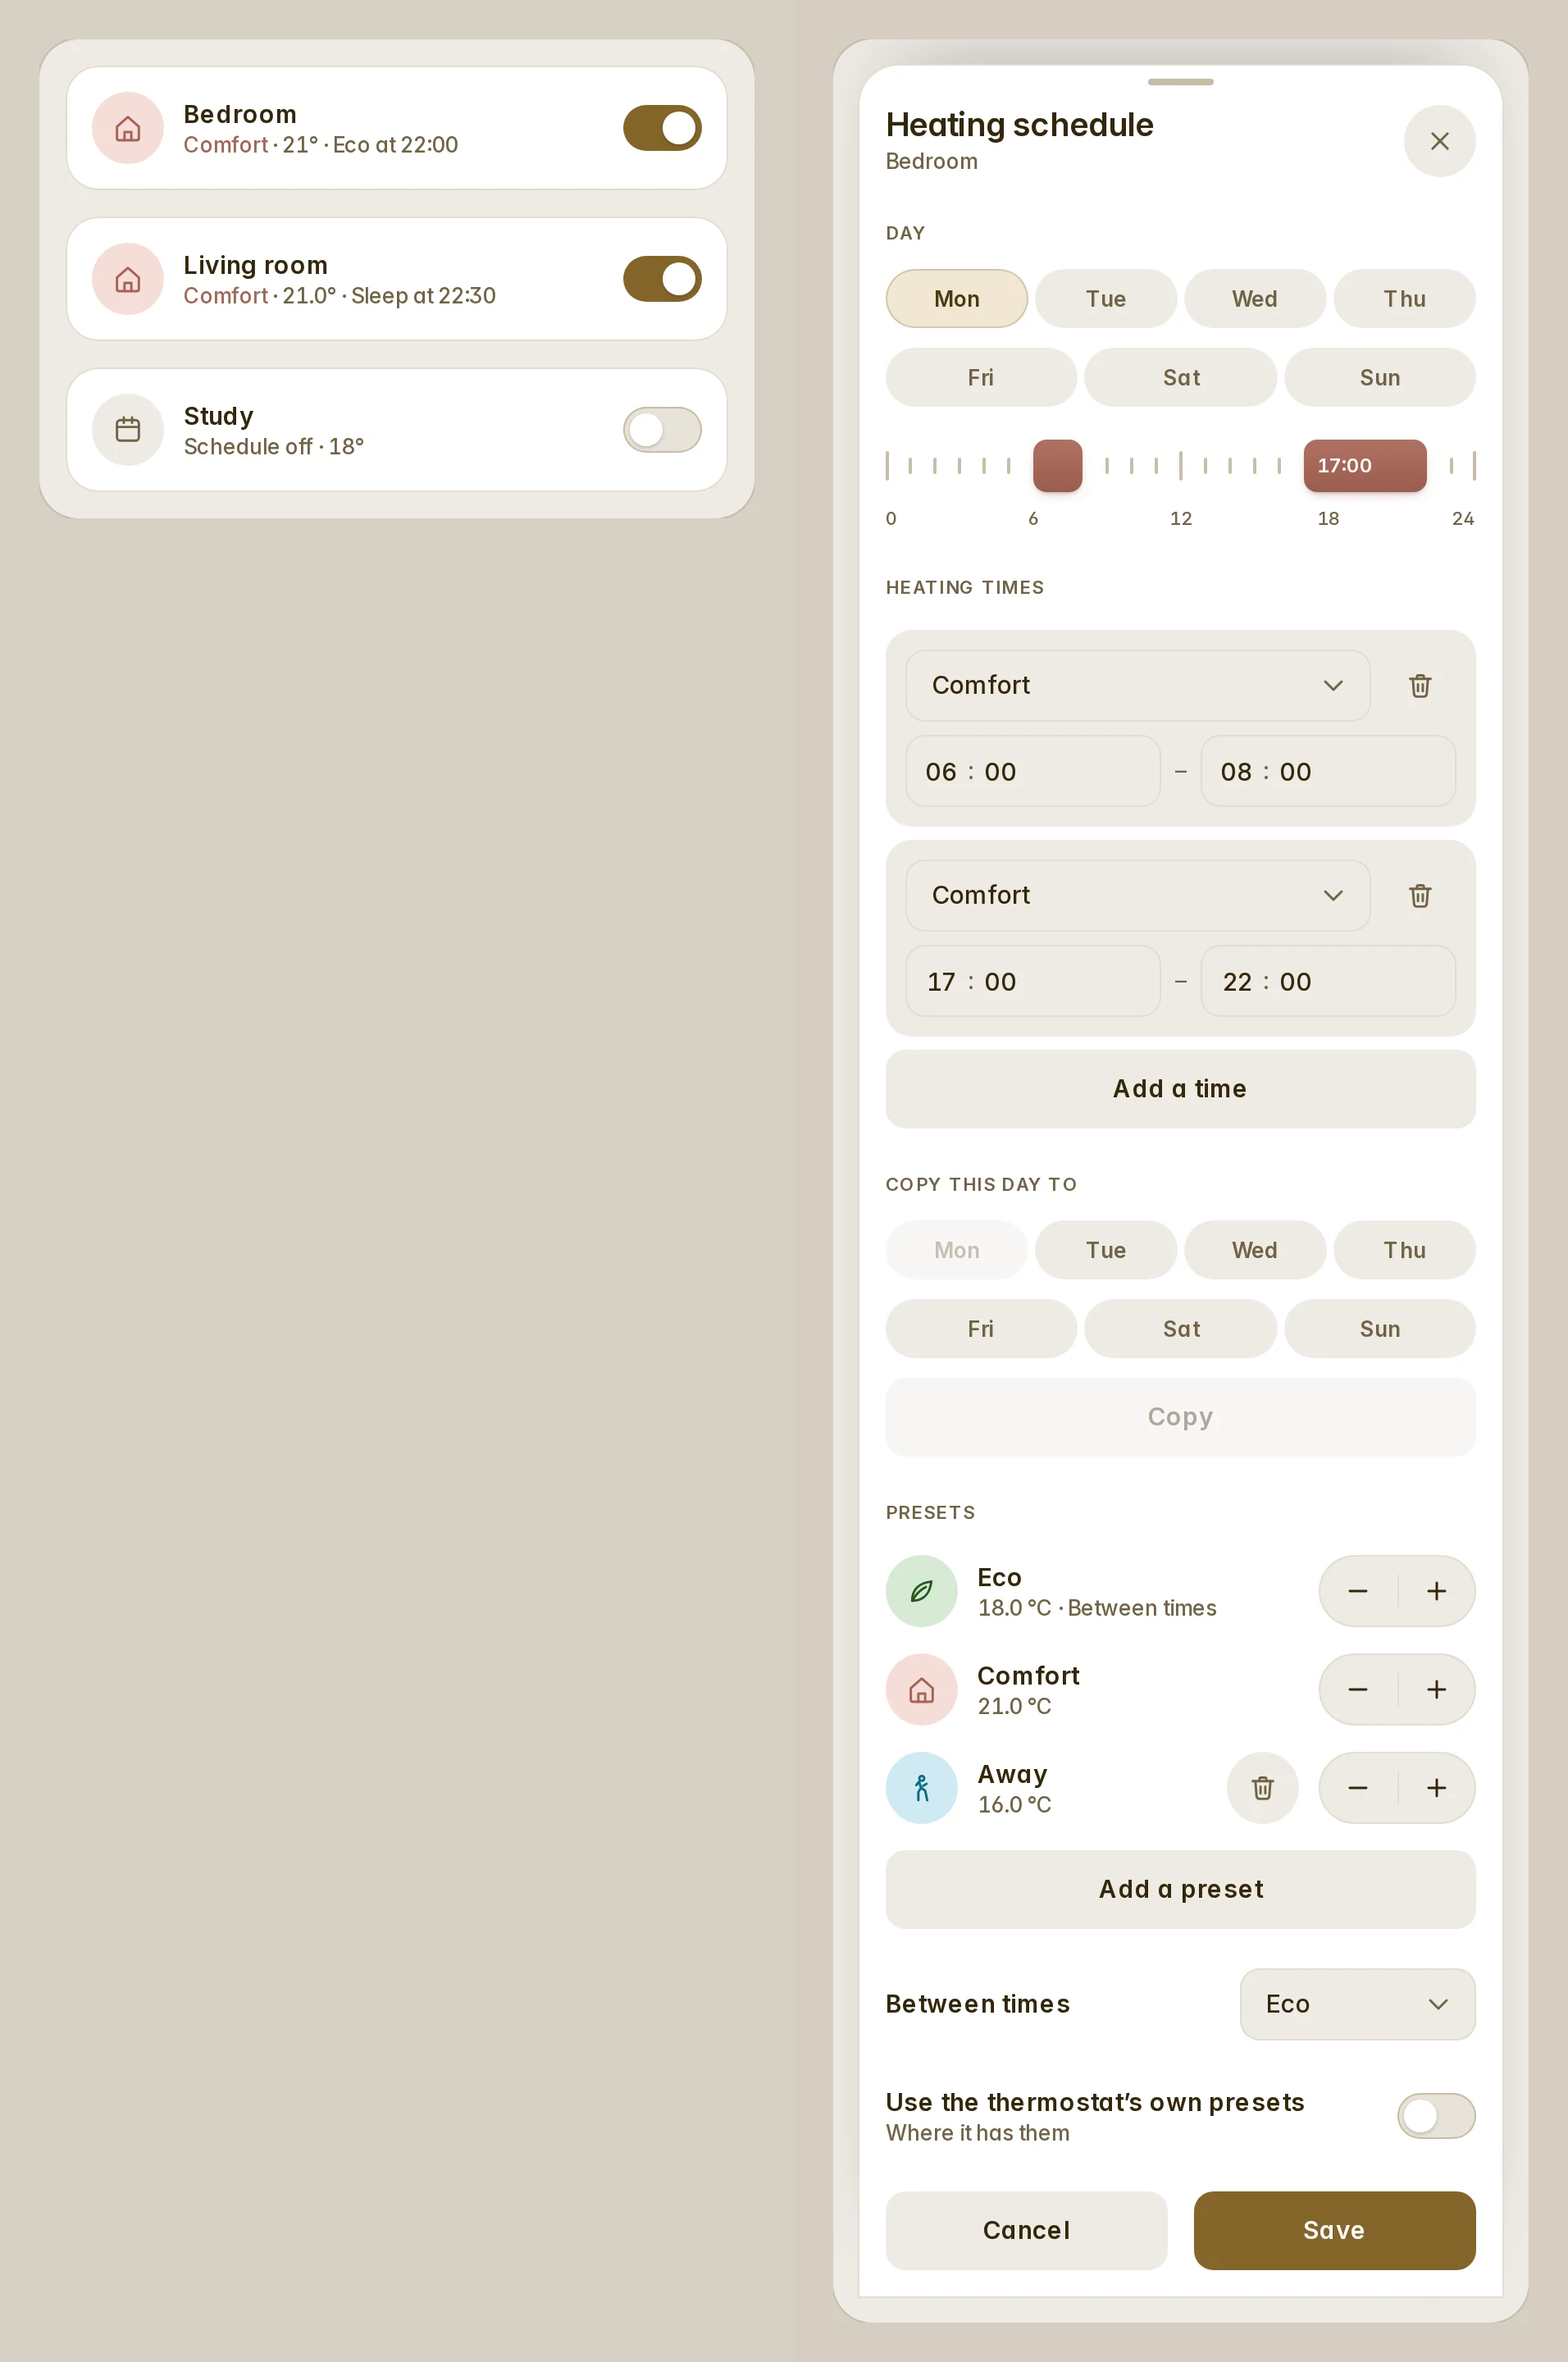 Bedroom
Comfort · 21° · Eco at 22:00
Living room
Comfort · 21.0° · Sleep at 22:30
Study
Schedule off · 18°
Heating schedule
Bedroom
DAY
Mon Tue Wed Thu
Fri Sat Sun
17:00
0 6 12 18 24
HEATING TIMES
Comfort
06 : 00 – 08 : 00
Comfort
17 : 00 – 22 : 00
Add a time
COPY THIS DAY TO
Mon Tue Wed Thu
Fri Sat Sun
Copy
PRESETS
Eco
18.0 °C · Between times
Comfort
21.0 °C
Away
16.0 °C
Add a preset
Between times Eco
Use the thermostat’s own presets
Where it has them
Cancel Save